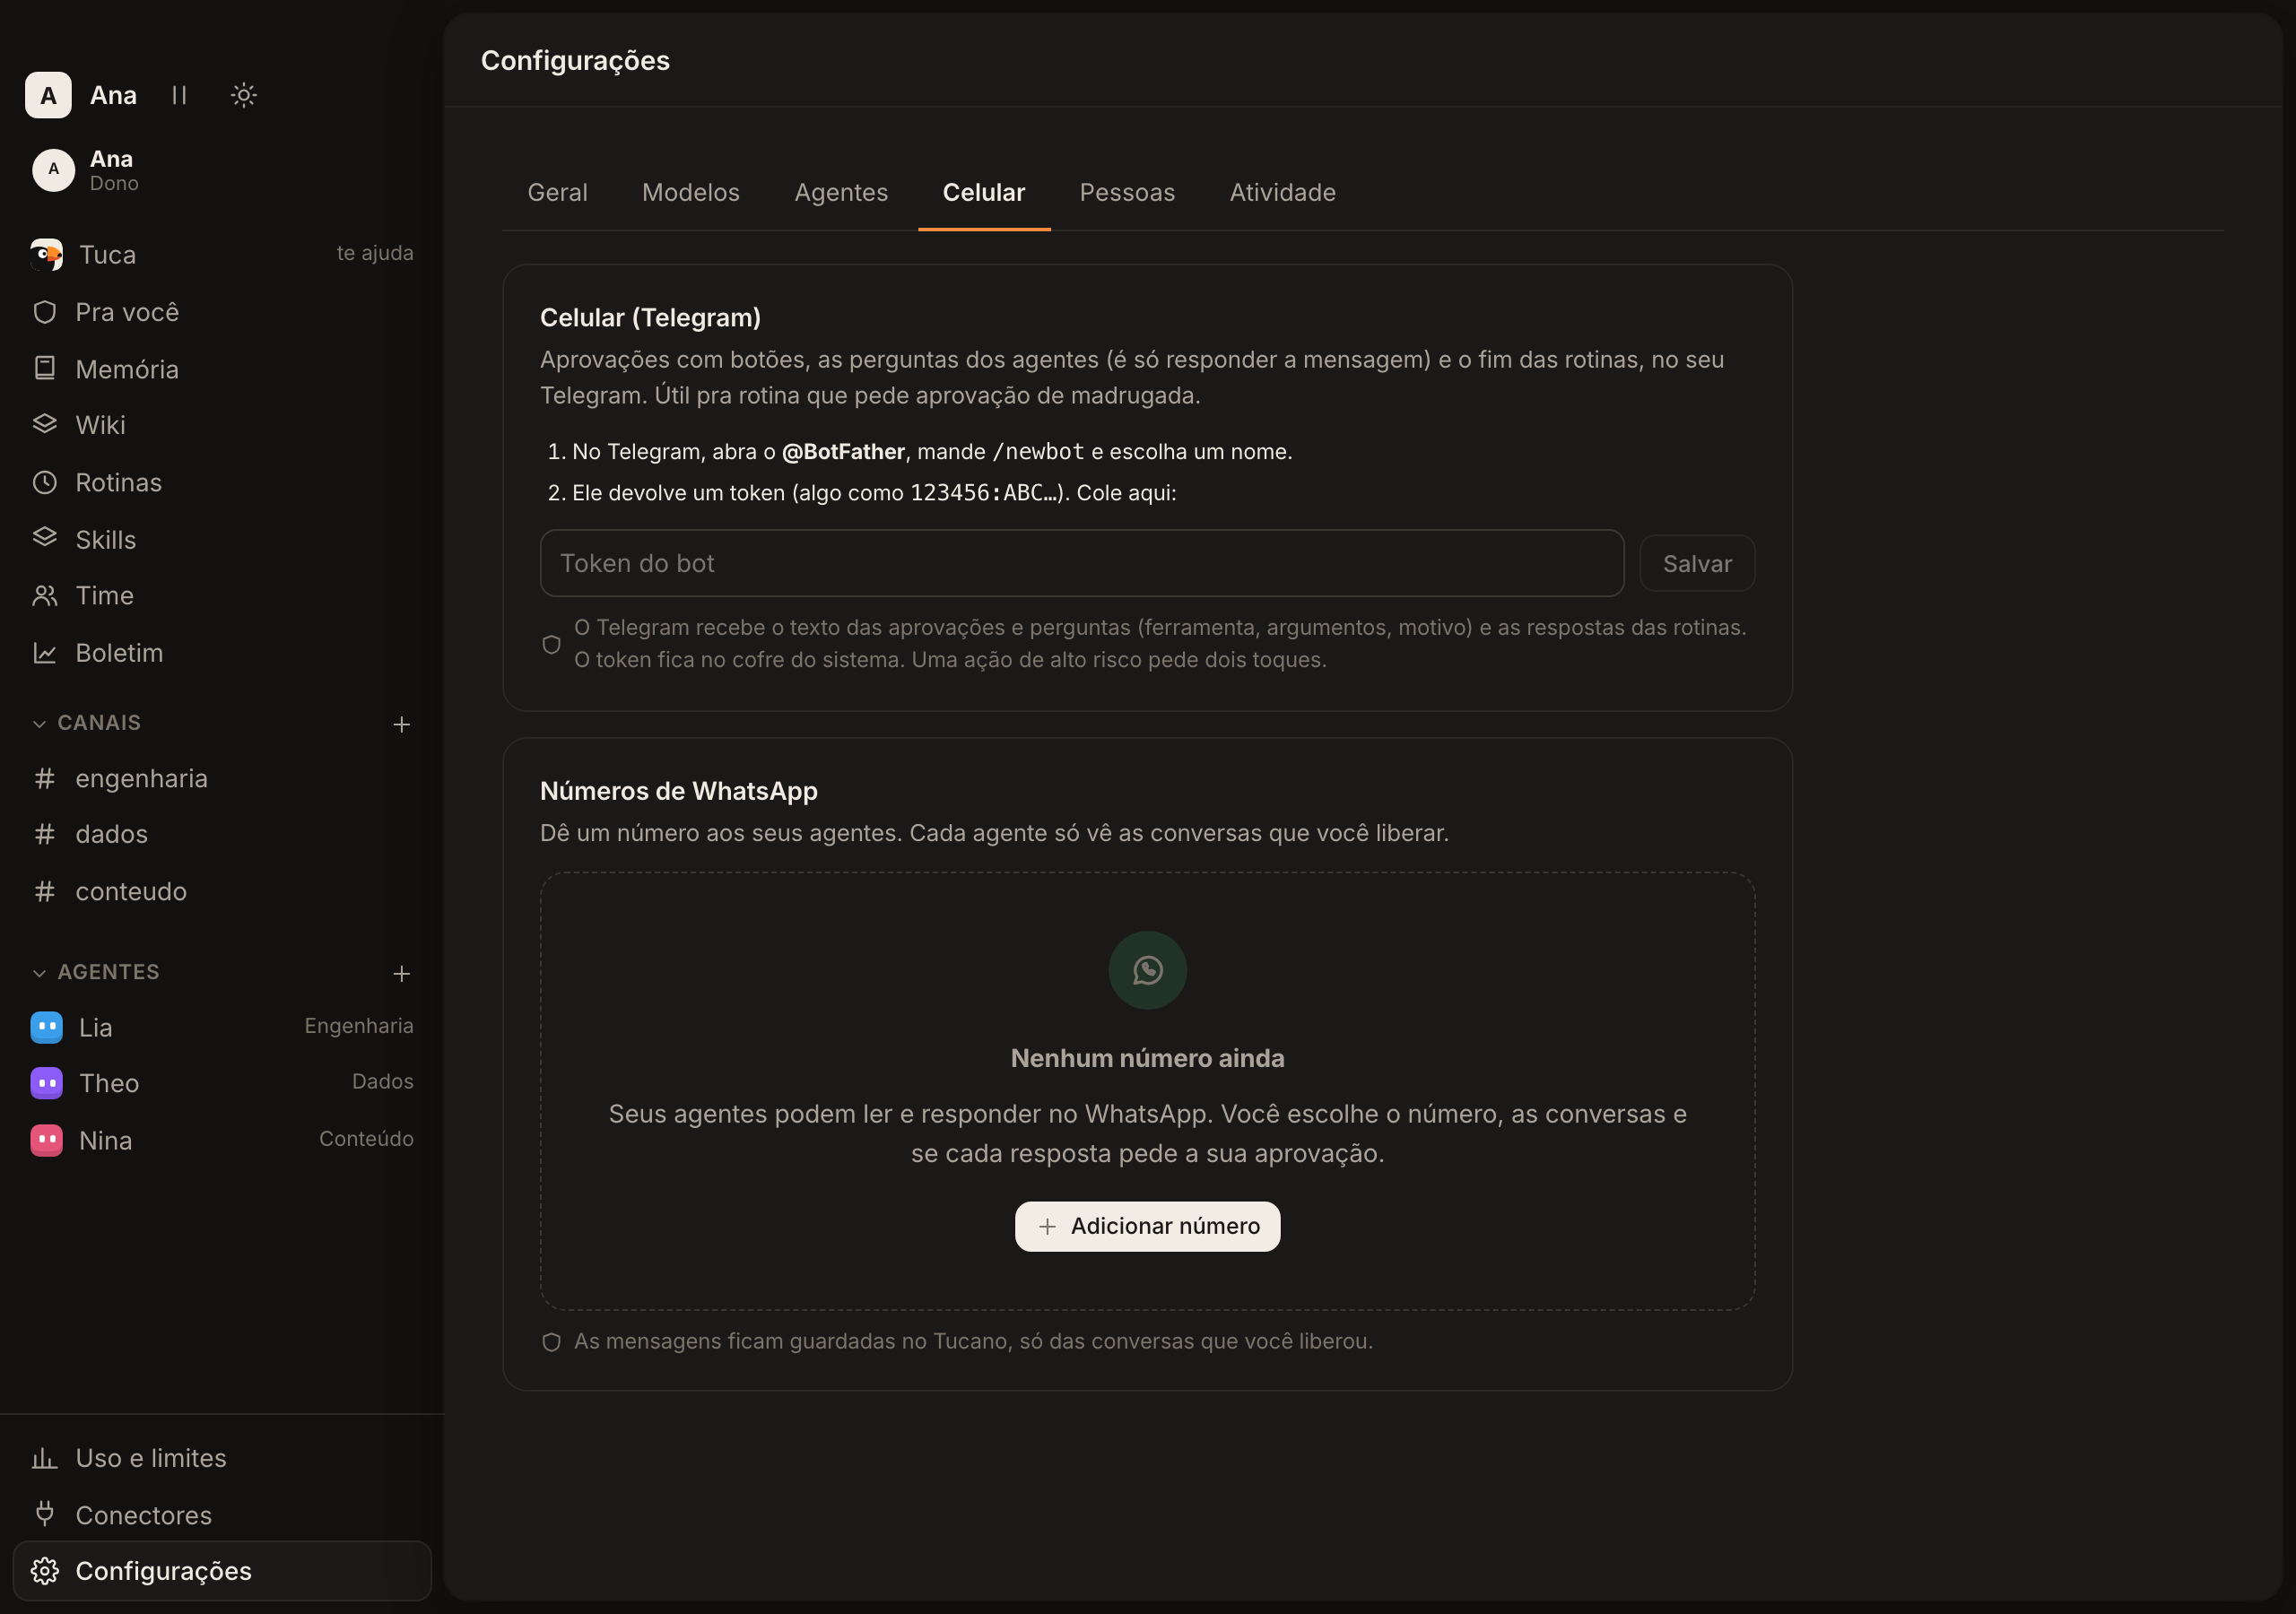 Configurações
A
Ana
A
Ana
Dono
Tuca
te ajuda
Pra você
Memória
Wiki
Rotinas
Skills
Time
Boletim
CANAIS
# engenharia
# dados
# conteudo
AGENTES
Lia
Engenharia
Theo
Dados
Nina
Conteúdo
Uso e limites
Conectores
Configurações
Geral
Modelos
Agentes
Celular
Pessoas
Atividade
Celular (Telegram)
Aprovações com botões, as perguntas dos agentes (é só responder a mensagem) e o fim das rotinas, no seu
Telegram. Útil pra rotina que pede aprovação de madrugada.
1. No Telegram, abra o @BotFather, mande /newbot e escolha um nome.
2. Ele devolve um token (algo como 123456:ABC…). Cole aqui:
Token do bot
Salvar
O Telegram recebe o texto das aprovações e perguntas (ferramenta, argumentos, motivo) e as respostas das rotinas.
O token fica no cofre do sistema. Uma ação de alto risco pede dois toques.
Números de WhatsApp
Dê um número aos seus agentes. Cada agente só vê as conversas que você liberar.
Nenhum número ainda
Seus agentes podem ler e responder no WhatsApp. Você escolhe o número, as conversas e
se cada resposta pede a sua aprovação.
+ Adicionar número
As mensagens ficam guardadas no Tucano, só das conversas que você liberou.